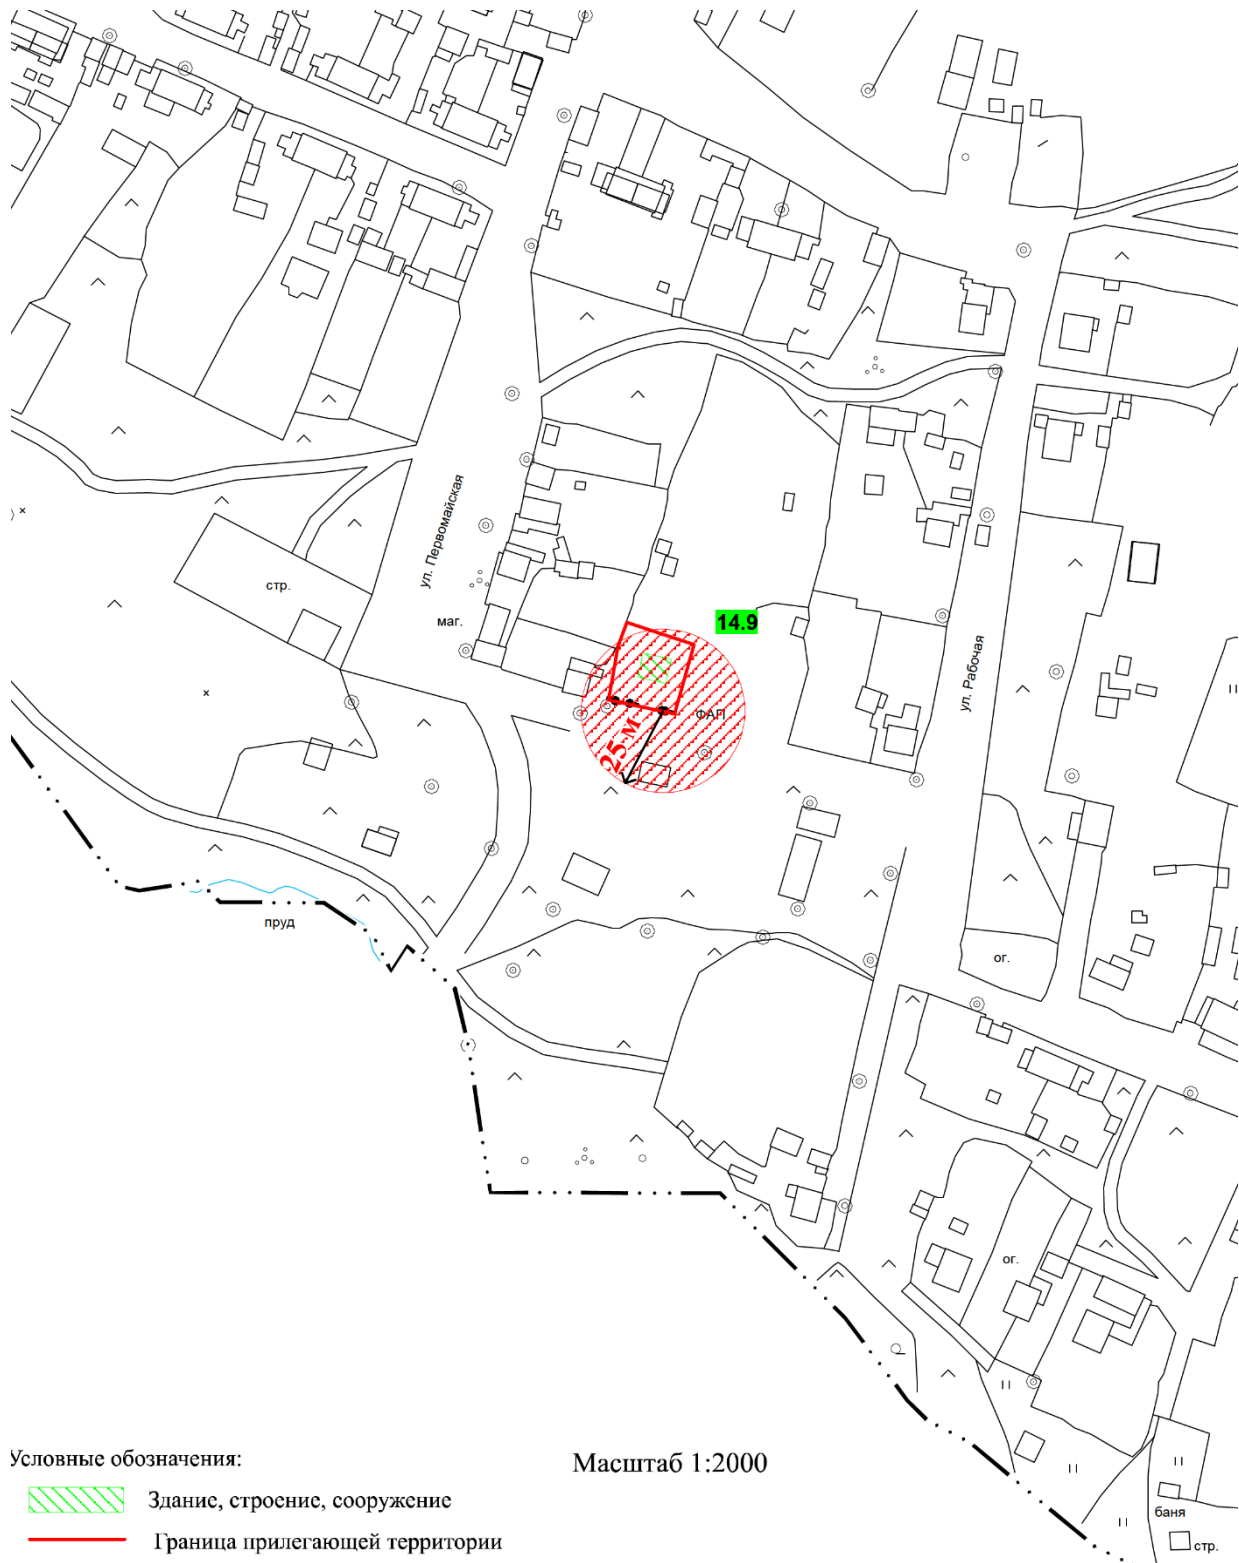 ул. Первомайская
стр.
маг.
14.9
ул. Рабочая
ФАП
25 м
пруд
ог.
ог.
Условные обозначения:
Масштаб 1:2000
Здание, строение, сооружение
баня
Граница прилегающей территории
стр.